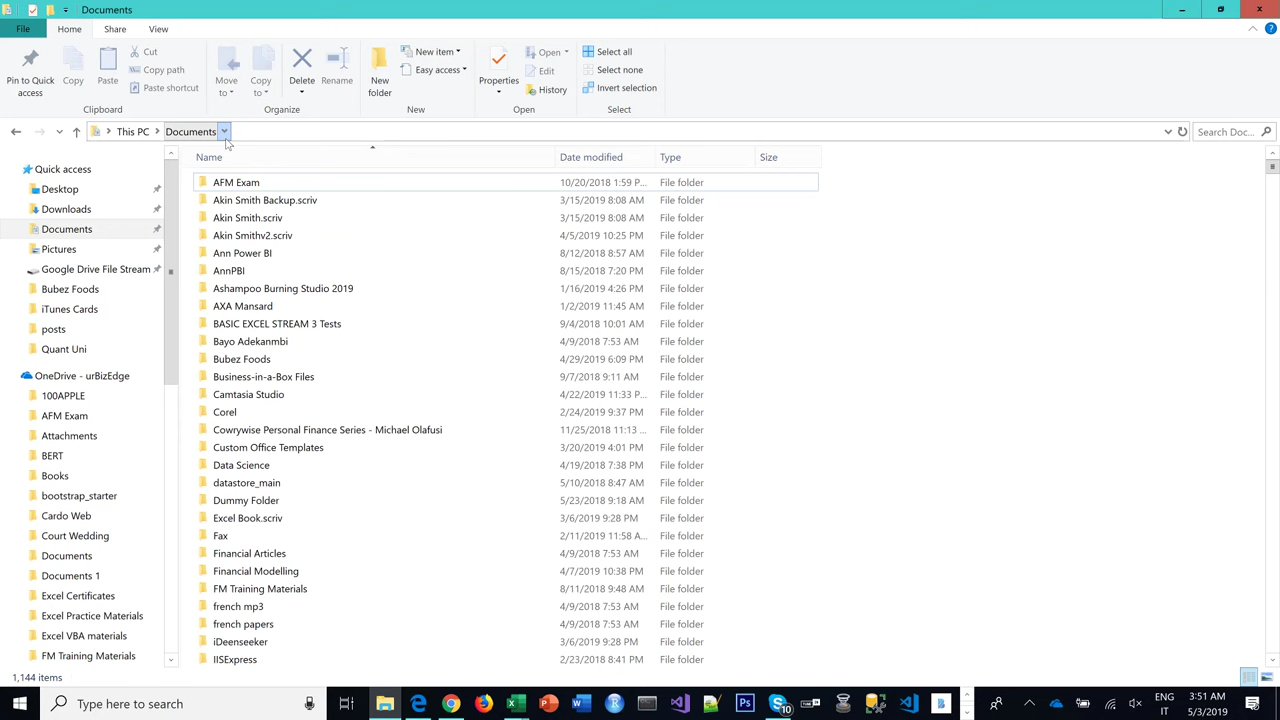 Documents
File Home Share View
Pin to Quick access
Copy
Paste
Cut
Copy path
Paste shortcut
Clipboard
Move to
Copy to
Delete
Rename
Organize
New folder
New item
Easy access
New
Properties
Open
Edit
History
Open
Select all
Select none
Invert selection
Select
This PC Documents
Search Doc...
Name Date modified Type Size
Quick access
Desktop
Downloads
Documents
Pictures
Google Drive File Stream
Bubez Foods
iTunes Cards
posts
Quant Uni
OneDrive - urBizEdge
100APPLE
AFM Exam
Attachments
BERT
Books
bootstrap_starter
Cardo Web
Court Wedding
Documents
Documents 1
Excel Certificates
Excel Practice Materials
Excel VBA materials
FM Training Materials
AFM Exam 10/20/2018 1:59 P... File folder
Akin Smith Backup.scriv 3/15/2019 8:08 AM File folder
Akin Smith.scriv 3/15/2019 8:08 AM File folder
Akin Smithv2.scriv 4/5/2019 10:25 PM File folder
Ann Power BI 8/12/2018 8:57 AM File folder
AnnPBI 8/15/2018 7:20 PM File folder
Ashampoo Burning Studio 2019 1/16/2019 4:26 PM File folder
AXA Mansard 1/2/2019 11:45 AM File folder
BASIC EXCEL STREAM 3 Tests 9/4/2018 10:01 AM File folder
Bayo Adekanmbi 4/9/2018 7:53 AM File folder
Bubez Foods 4/29/2019 6:09 PM File folder
Business-in-a-Box Files 9/7/2018 9:11 AM File folder
Camtasia Studio 4/22/2019 11:33 P... File folder
Corel 2/24/2019 9:37 PM File folder
Cowrywise Personal Finance Series - Michael Olafusi 11/25/2018 11:13 ... File folder
Custom Office Templates 3/20/2019 4:01 PM File folder
Data Science 4/19/2018 7:38 PM File folder
datastore_main 5/10/2018 8:47 AM File folder
Dummy Folder 5/23/2018 9:18 AM File folder
Excel Book.scriv 3/6/2019 9:28 PM File folder
Fax 2/11/2019 11:58 A... File folder
Financial Articles 4/9/2018 7:53 AM File folder
Financial Modelling 4/7/2019 10:38 PM File folder
FM Training Materials 8/11/2018 9:48 AM File folder
french mp3 4/9/2018 7:53 AM File folder
french papers 4/9/2018 7:53 AM File folder
iDeenseeker 3/6/2019 9:28 PM File folder
IISExpress 2/23/2018 8:41 PM File folder
1,144 items
Type here to search
10
ENG
IT
3:51 AM
5/3/2019